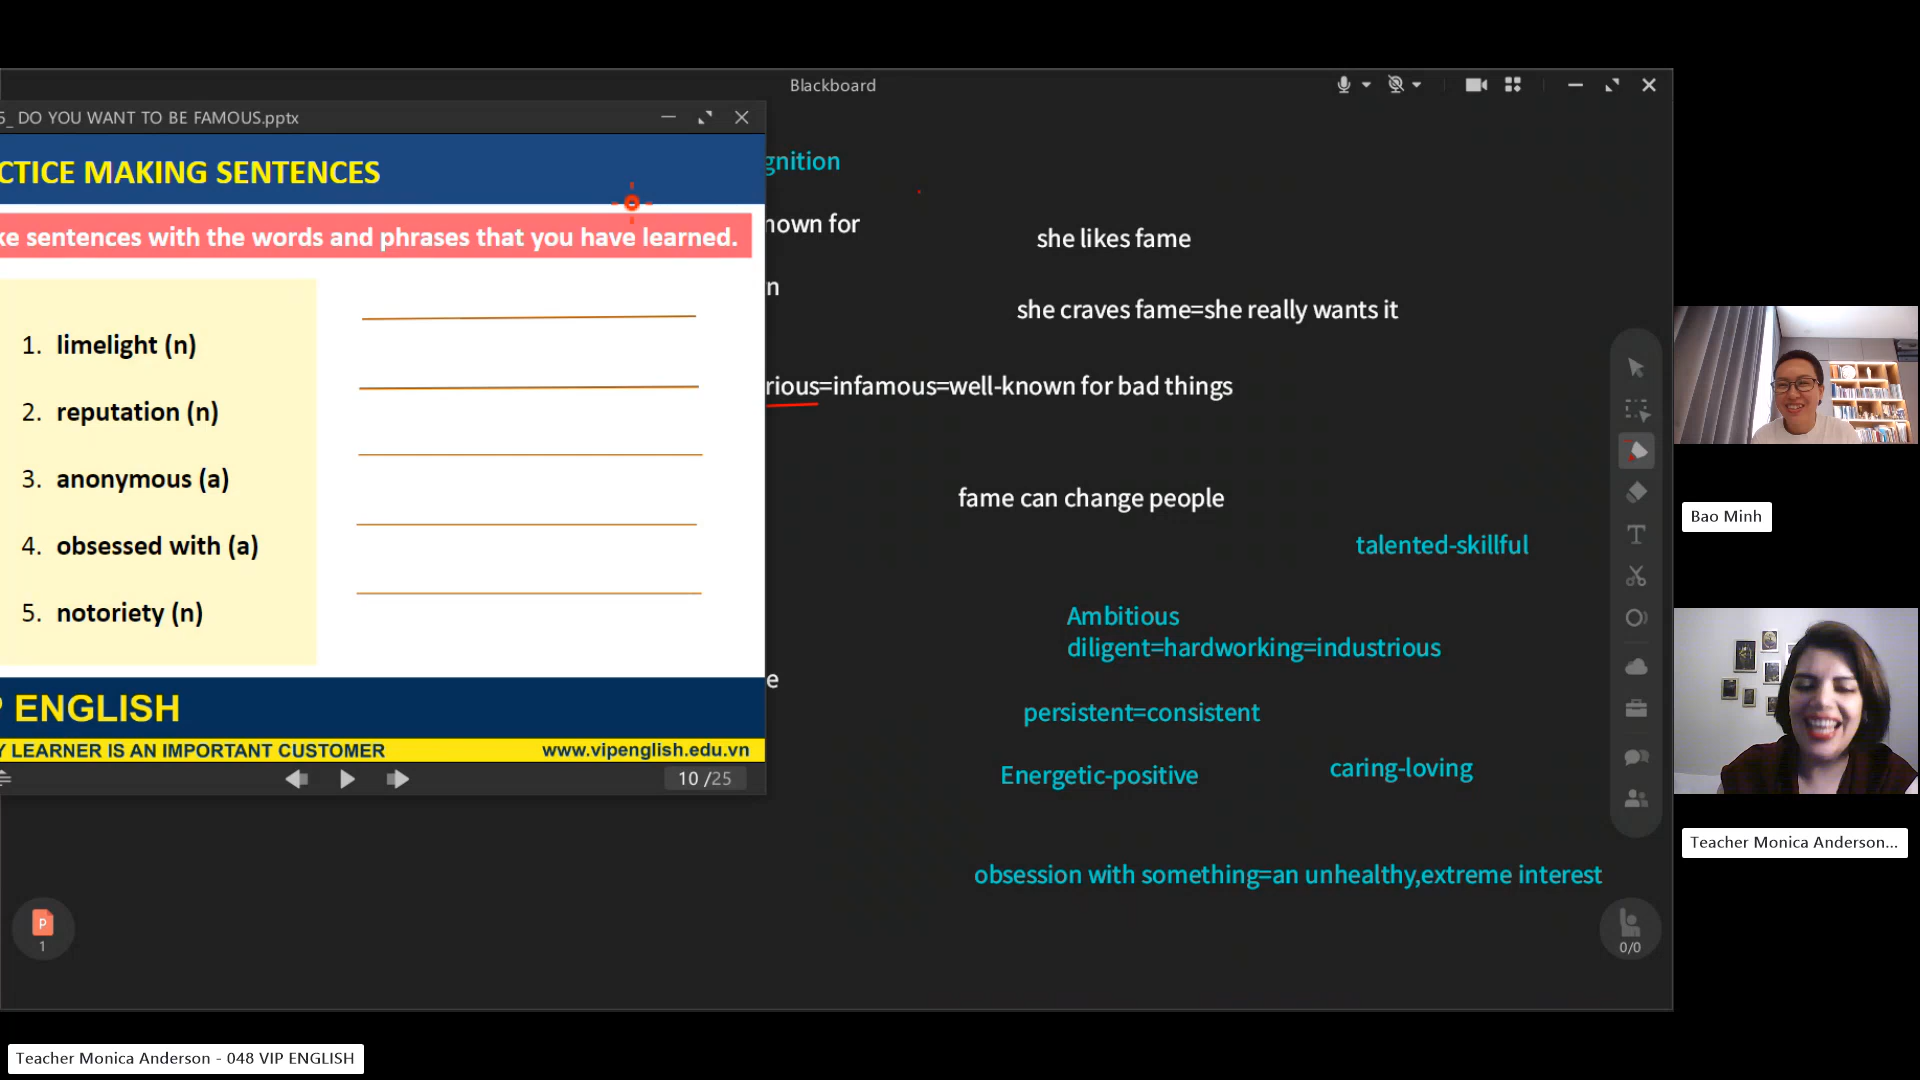 Blackboard
5_ DO YOU WANT TO BE FAMOUS.pptx
CTICE MAKING SENTENCES
ke sentences with the words and phrases that you have learned.
1. limelight (n)
2. reputation (n)
3. anonymous (a)
4. obsessed with (a)
5. notoriety (n)
P ENGLISH
Y LEARNER IS AN IMPORTANT CUSTOMER
www.vipenglish.edu.vn
10 /25
gnition
nown for
n
she likes fame
she craves fame=she really wants it
rious=infamous=well-known for bad things
fame can change people
talented-skillful
Ambitious
diligent=hardworking=industrious
e
persistent=consistent
Energetic-positive
caring-loving
obsession with something=an unhealthy,extreme interest
P
1
0/0
Bao Minh
Teacher Monica Anderson...
Teacher Monica Anderson - 048 VIP ENGLISH